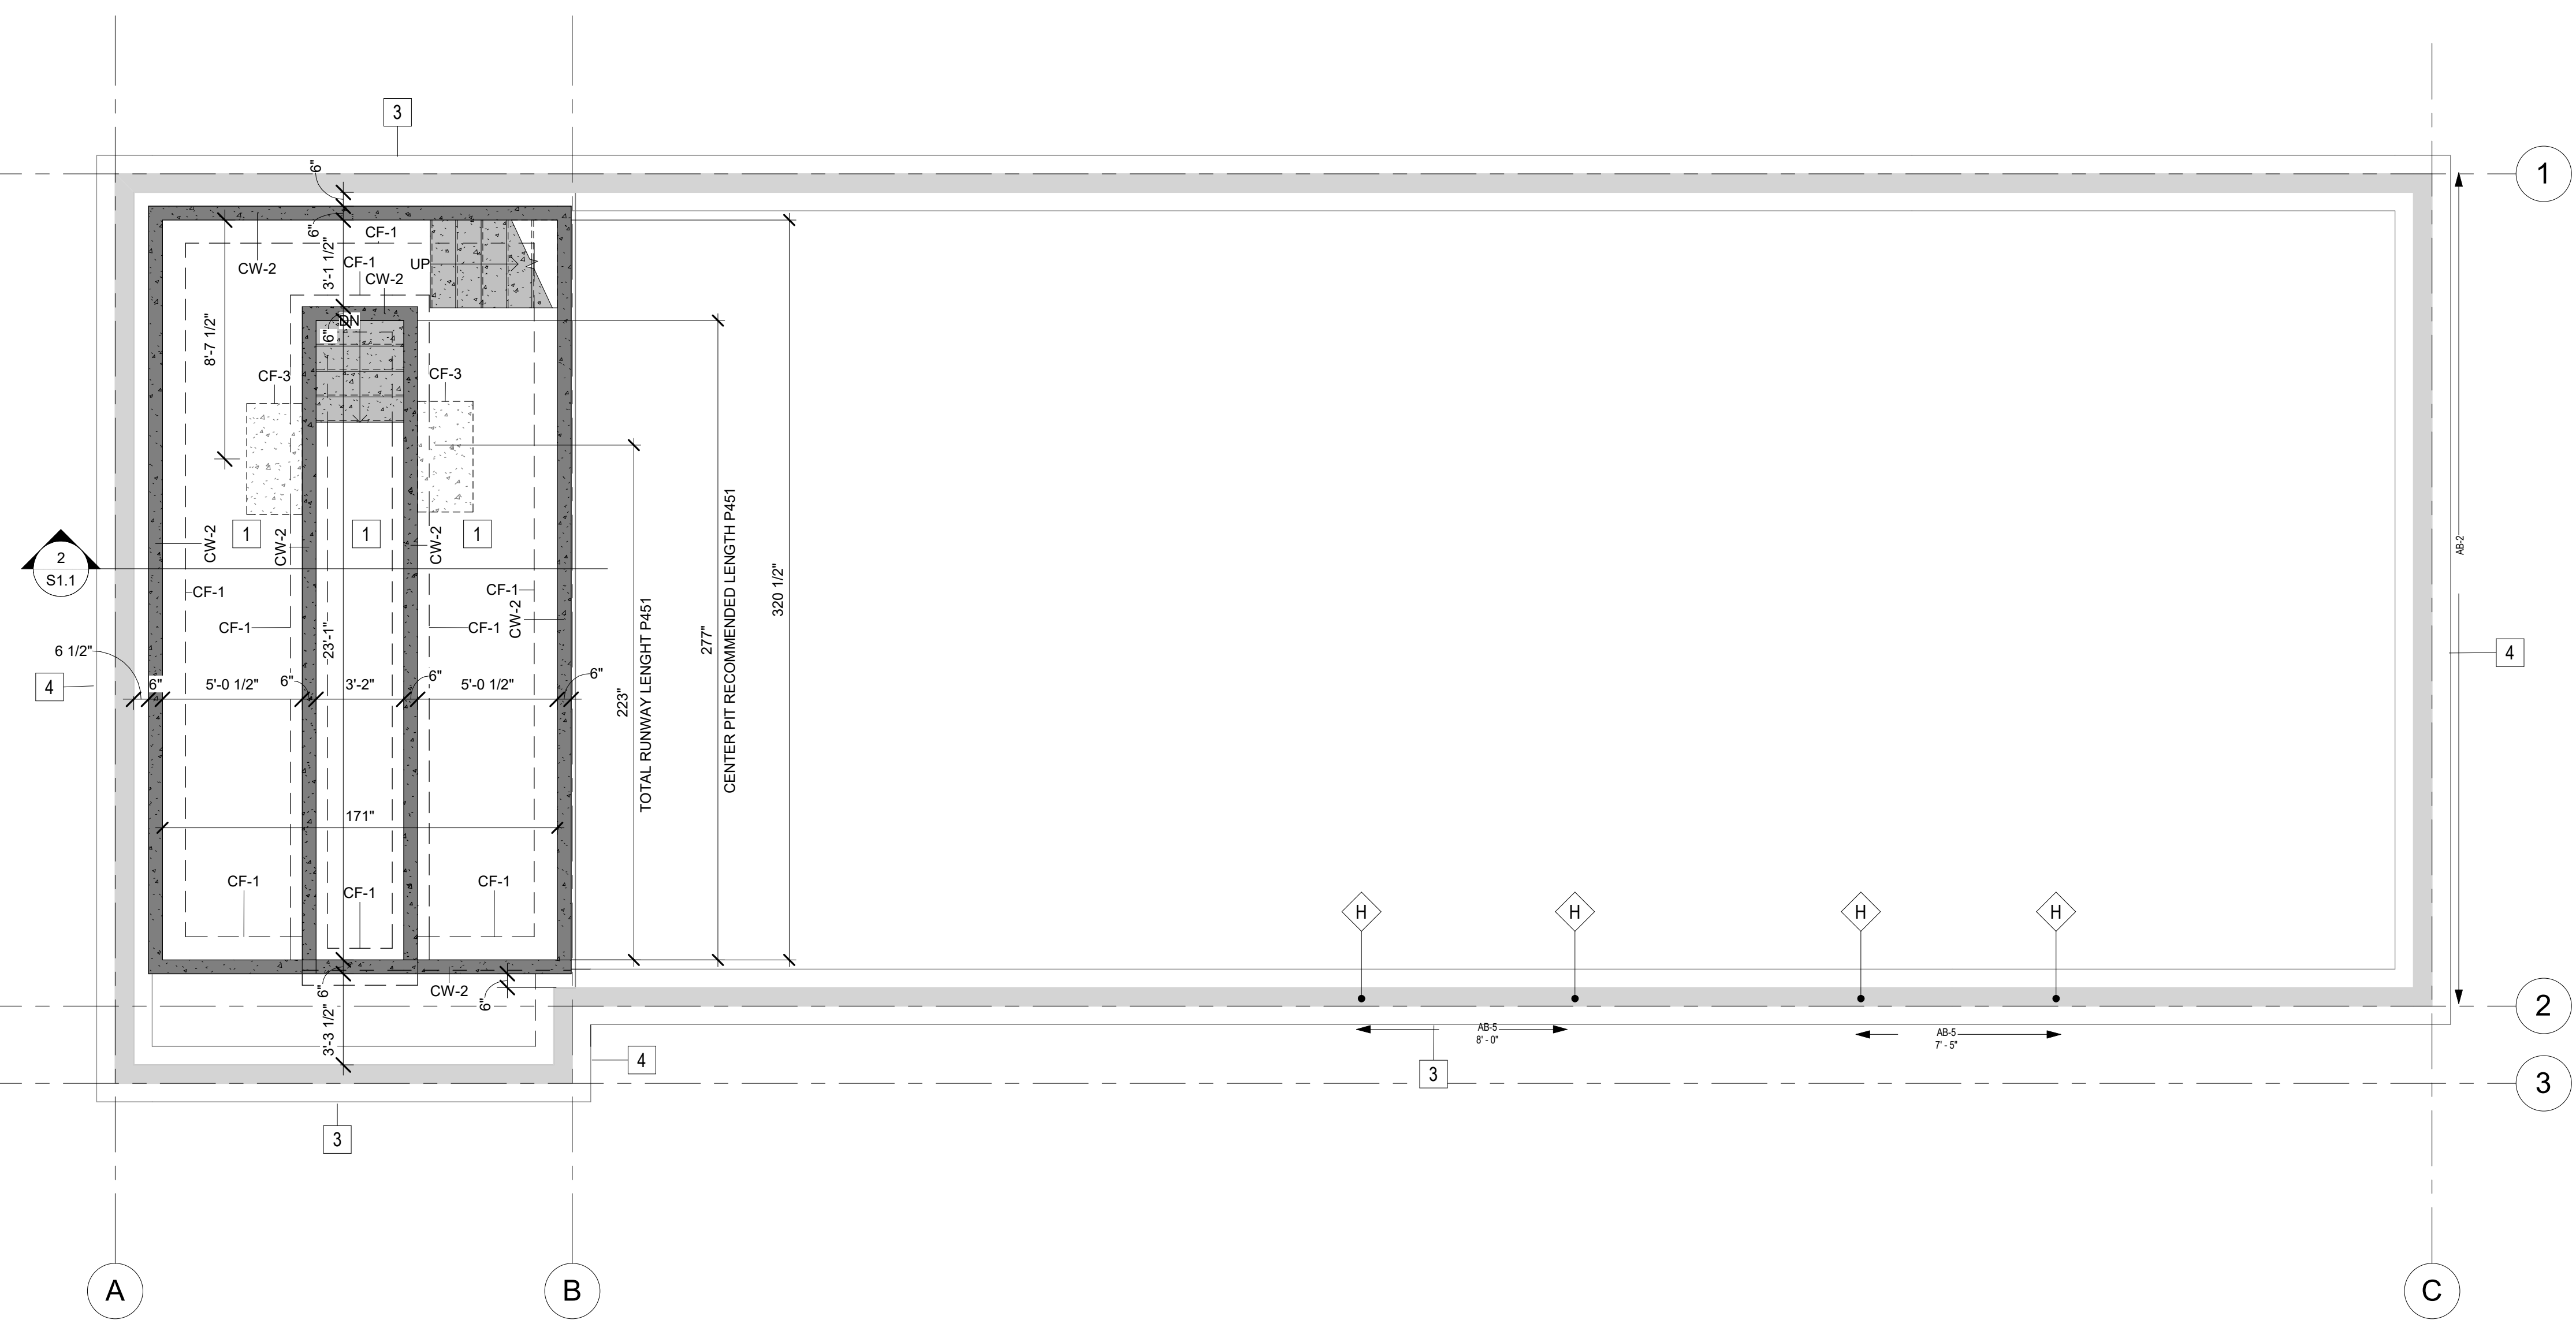 3
1
6"
6"
CF-1
3'-1 1/2"
CF-1
UP
CW-2
CW-2
DN
6"
8'-7 1/2"
CF-3
CF-3
CW-2
1
CW-2
1
CW-2
1
2
S1.1
CF-1
CF-1
CW-2
CF-1
CF-1
23'-1"
6 1/2"
4
6"
5'-0 1/2"
6"
3'-2"
6"
5'-0 1/2"
6"
223"
TOTAL RUNWAY LENGHT P451
277"
CENTER PIT RECOMMENDED LENGTH P451
320 1/2"
AB-2
4
171"
CF-1
CF-1
CF-1
H
H
H
H
6"
CW-2
6"
3'-3 1/2"
2
AB-5
8' - 0"
AB-5
7' - 5"
4
3
3
3
A
B
C